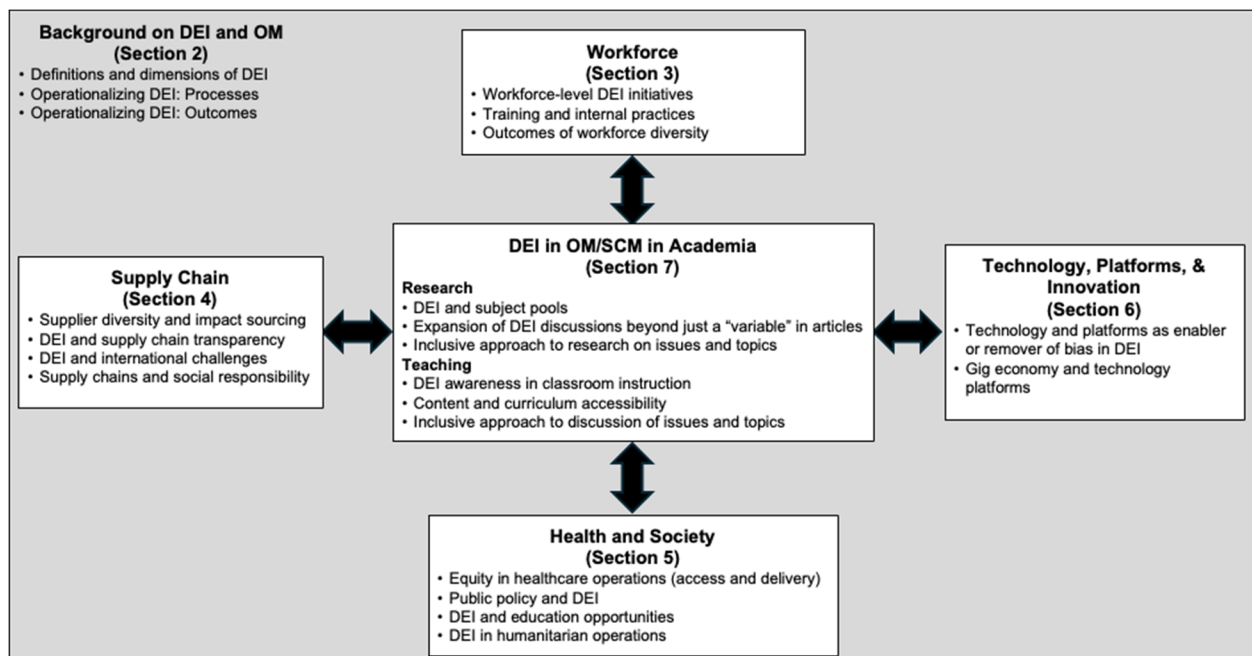 Background on DEI and OM
(Section 2)
• Definitions and dimensions of DEI
• Operationalizing DEI: Processes
• Operationalizing DEI: Outcomes
Workforce
(Section 3)
• Workforce-level DEI initiatives
• Training and internal practices
• Outcomes of workforce diversity
Supply Chain
(Section 4)
• Supplier diversity and impact sourcing
• DEI and supply chain transparency
• DEI and international challenges
• Supply chains and social responsibility
DEI in OM/SCM in Academia
(Section 7)
Research
• DEI and subject pools
• Expansion of DEI discussions beyond just a “variable” in articles
• Inclusive approach to research on issues and topics
Teaching
• DEI awareness in classroom instruction
• Content and curriculum accessibility
• Inclusive approach to discussion of issues and topics
Technology, Platforms, &
Innovation
(Section 6)
• Technology and platforms as enabler
or remover of bias in DEI
• Gig economy and technology
platforms
Health and Society
(Section 5)
• Equity in healthcare operations (access and delivery)
• Public policy and DEI
• DEI and education opportunities
• DEI in humanitarian operations